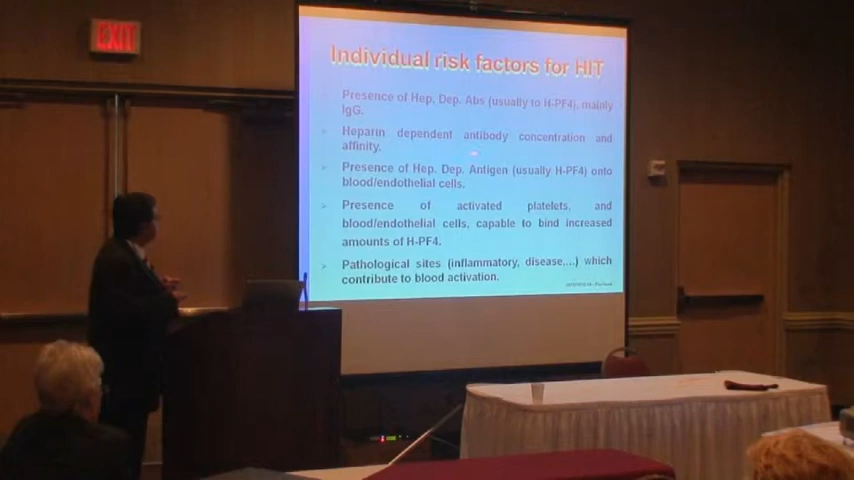 EXIT
Individual risk factors for HIT
Presence of Hep. Dep. Abs (usually to H-PF4), mainly
IgG.
Heparin dependent antibody concentration and
affinity.
Presence of Hep. Dep. Antigen (usually H-PF4) onto
blood/endothelial cells.
Presence of activated platelets, and
blood/endothelial cells, capable to bind increased
amounts of H-PF4.
Pathological sites (inflammatory, disease,...) which
contribute to blood activation.